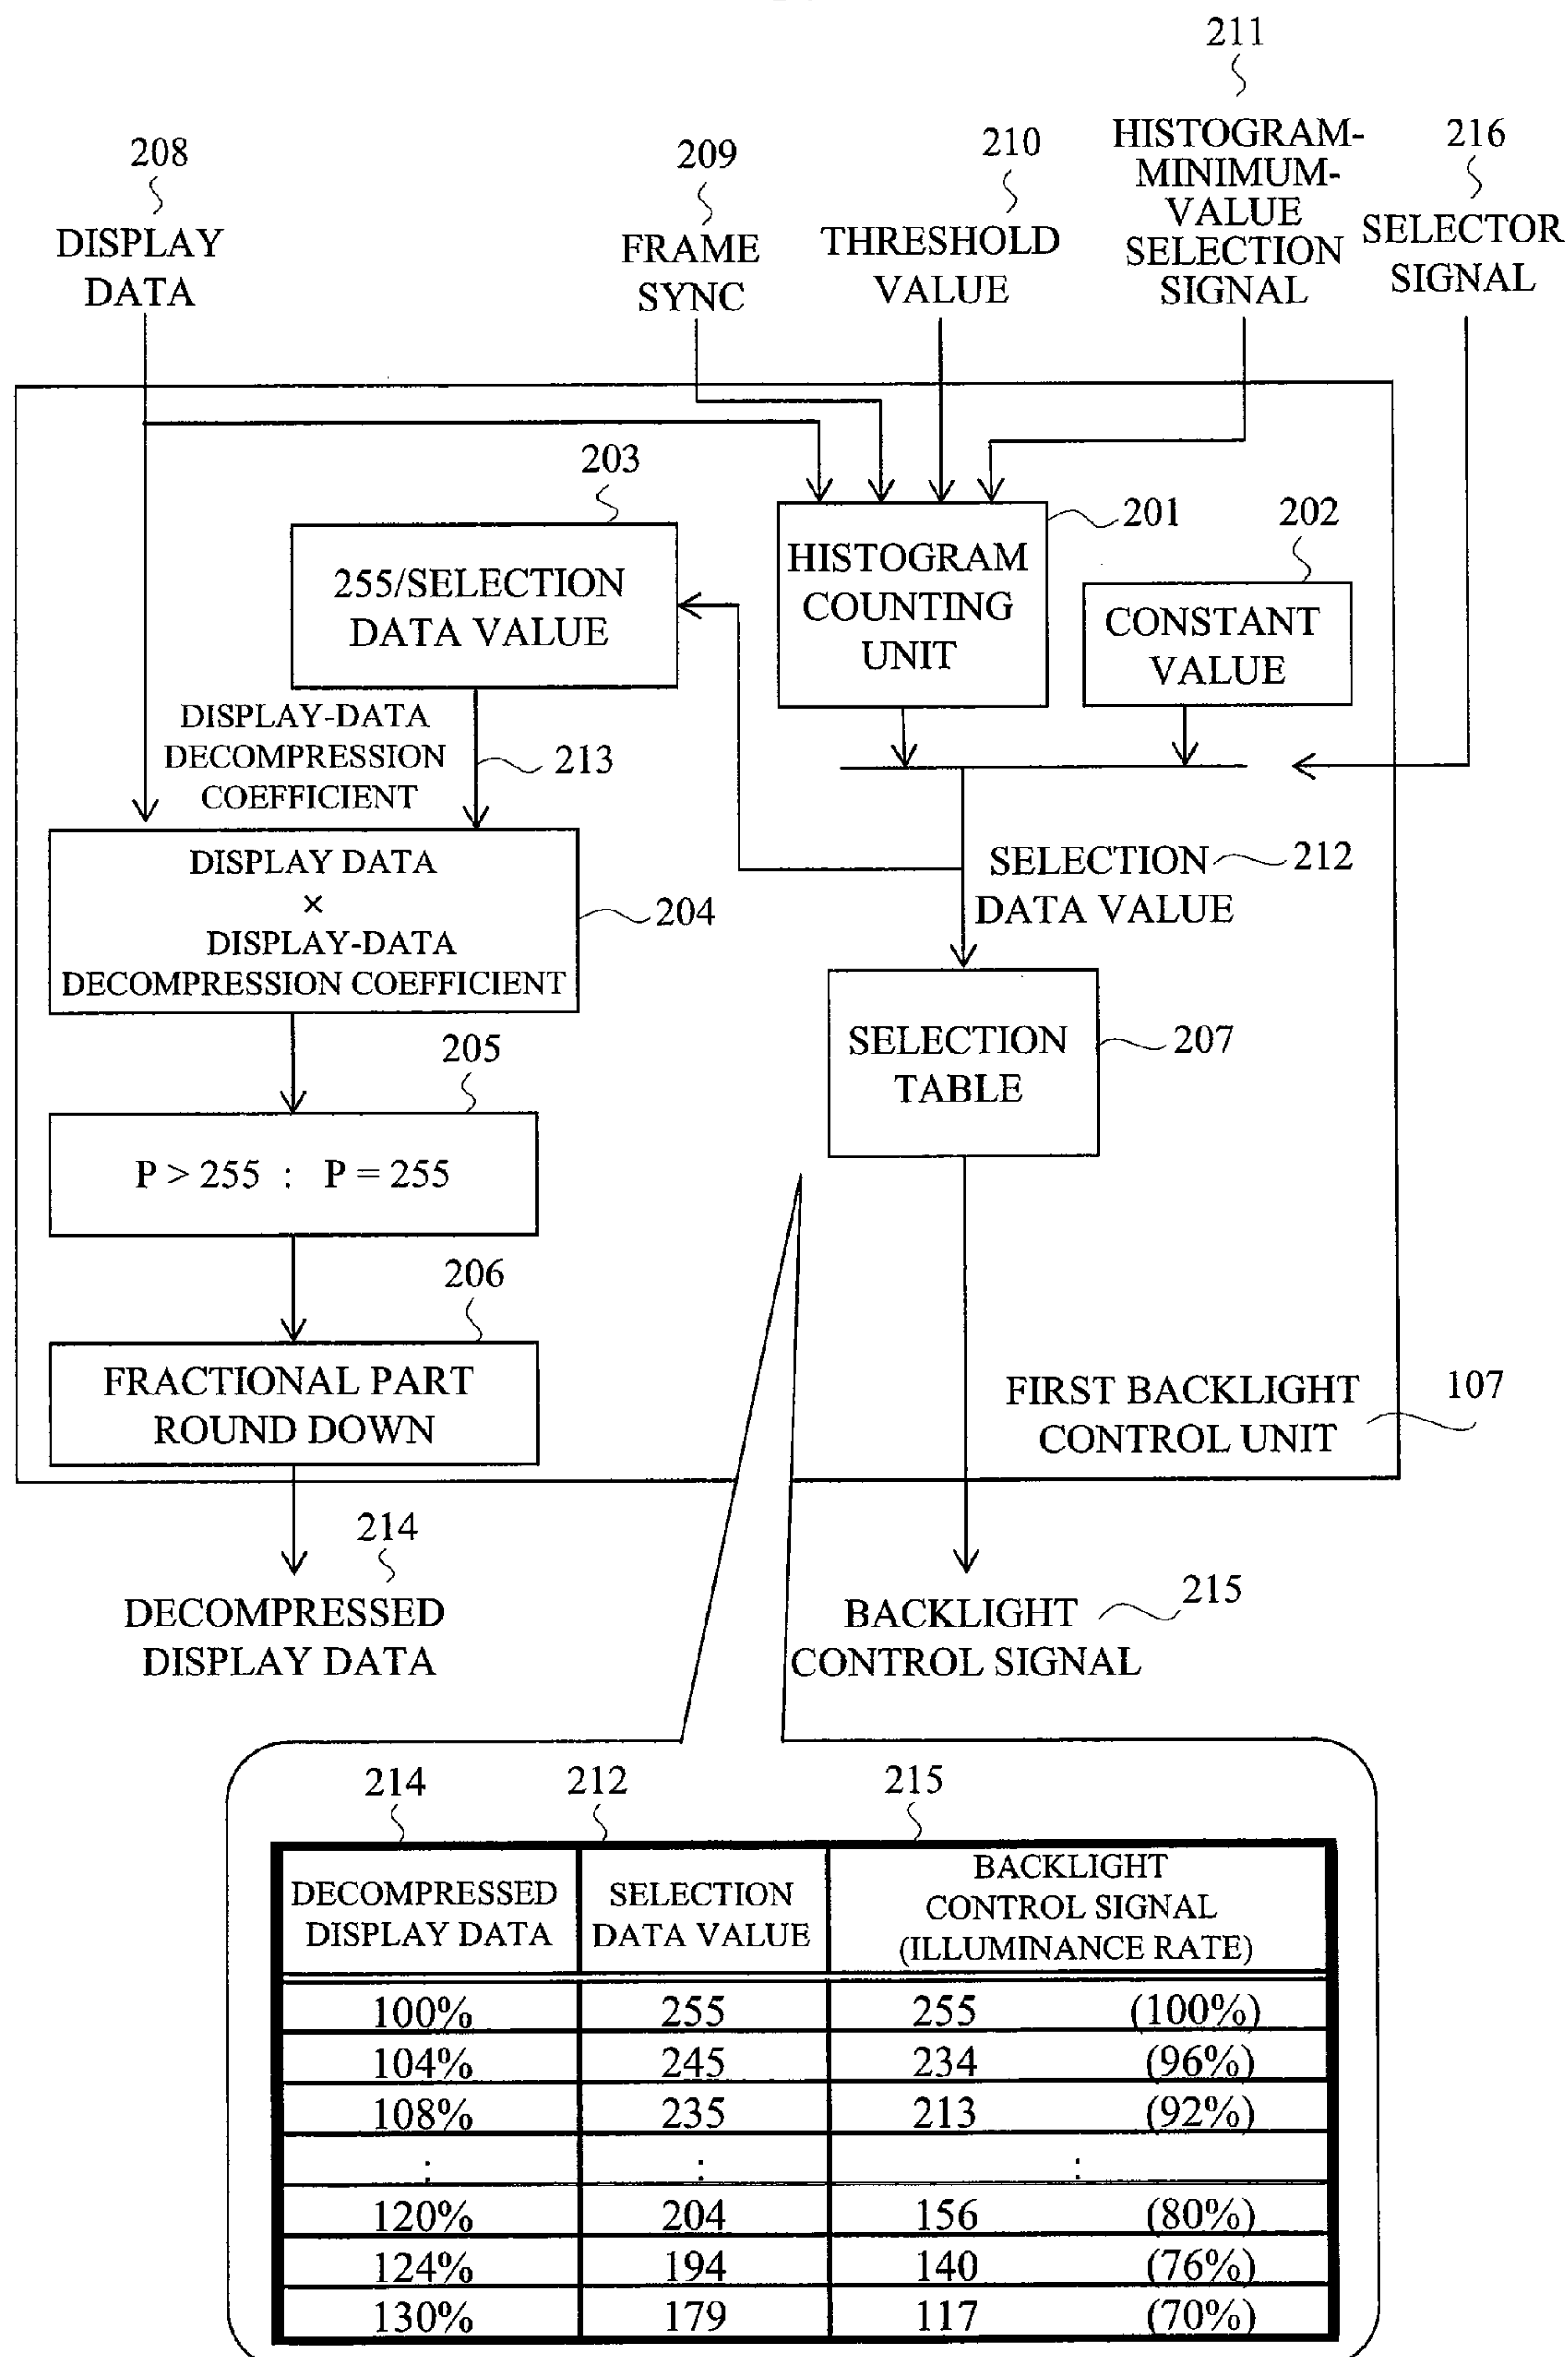 211
HISTOGRAM-
MINIMUM-
VALUE
SELECTION
SIGNAL
208
DISPLAY
DATA
209
FRAME
SYNC
210
THRESHOLD
VALUE
216
SELECTOR
SIGNAL
203
255/SELECTION
DATA VALUE
201
HISTOGRAM
COUNTING
UNIT
202
CONSTANT
VALUE
DISPLAY-DATA
DECOMPRESSION
COEFFICIENT
213
DISPLAY DATA
×
DISPLAY-DATA
DECOMPRESSION COEFFICIENT
204
SELECTION
DATA VALUE
212
SELECTION
TABLE
207
205
P > 255 : P = 255
206
FRACTIONAL PART
ROUND DOWN
FIRST BACKLIGHT
CONTROL UNIT
107
214
DECOMPRESSED
DISPLAY DATA
BACKLIGHT
CONTROL SIGNAL
215
214 212 215
DECOMPRESSED
DISPLAY DATA
SELECTION
DATA VALUE
BACKLIGHT
CONTROL SIGNAL
(ILLUMINANCE RATE)
100% 255 255 (100%)
104% 245 234 (96%)
108% 235 213 (92%)
: : :
120% 204 156 (80%)
124% 194 140 (76%)
130% 179 117 (70%)